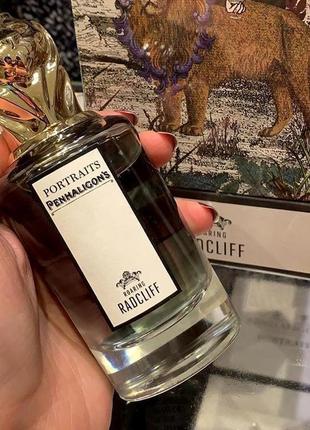 PORTRAITS
PENHALIGON'S
ROARING
RADCLIFF
ROARING
RADCLIFF